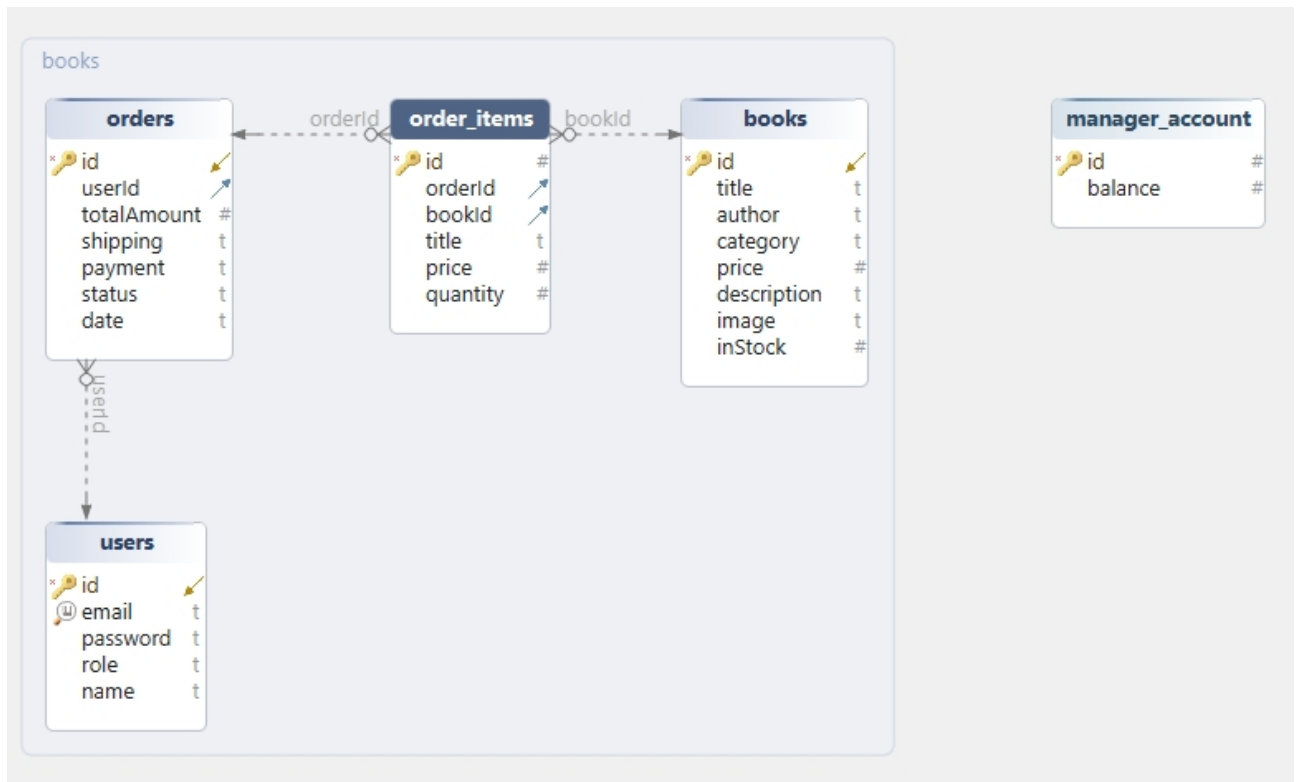 books
orders
id
userId
totalAmount #
shipping t
payment t
status t
date t
orderId
order_items
id #
orderId
bookId
title t
price #
quantity #
bookId
books
id
title t
author t
category t
price #
description t
image t
inStock #
manager_account
id #
balance #
userId
users
id
email t
password t
role t
name t